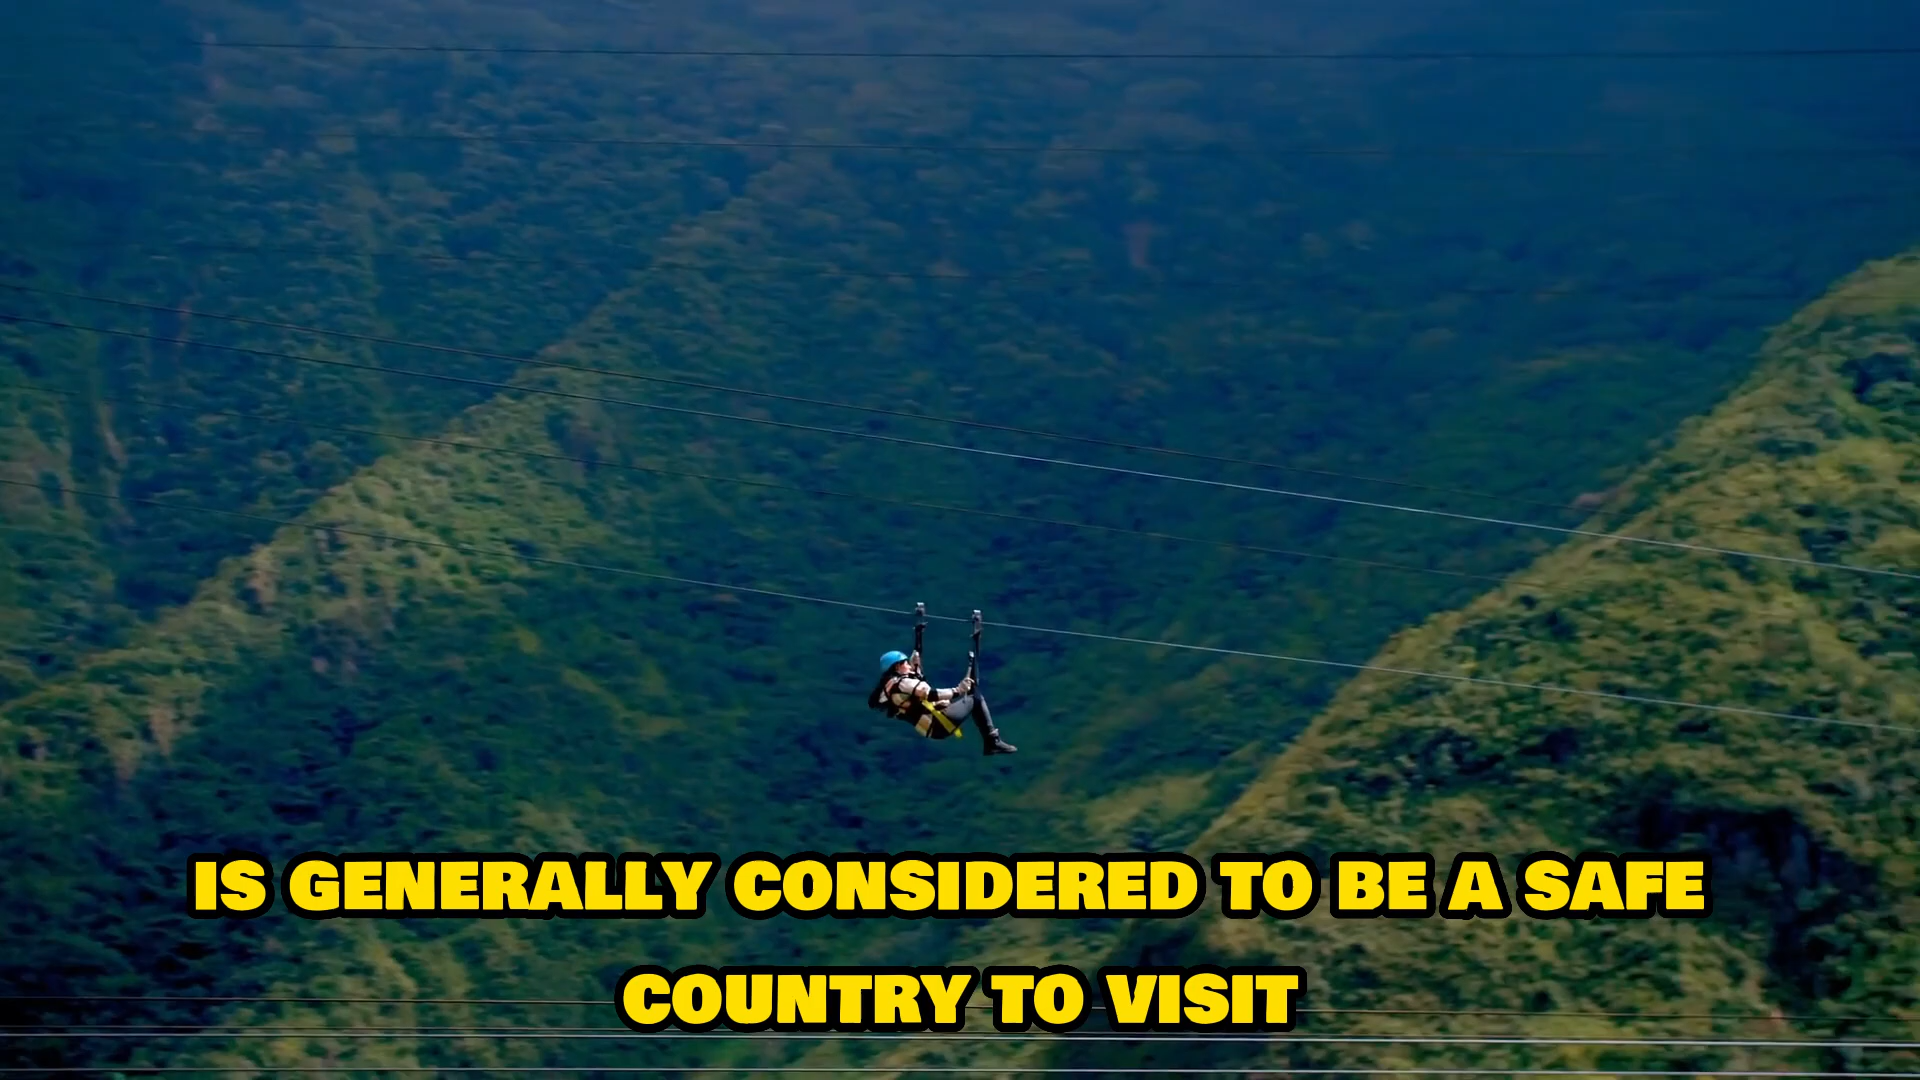 IS GENERALLY CONSIDERED TO BE A SAFE
COUNTRY TO VISIT